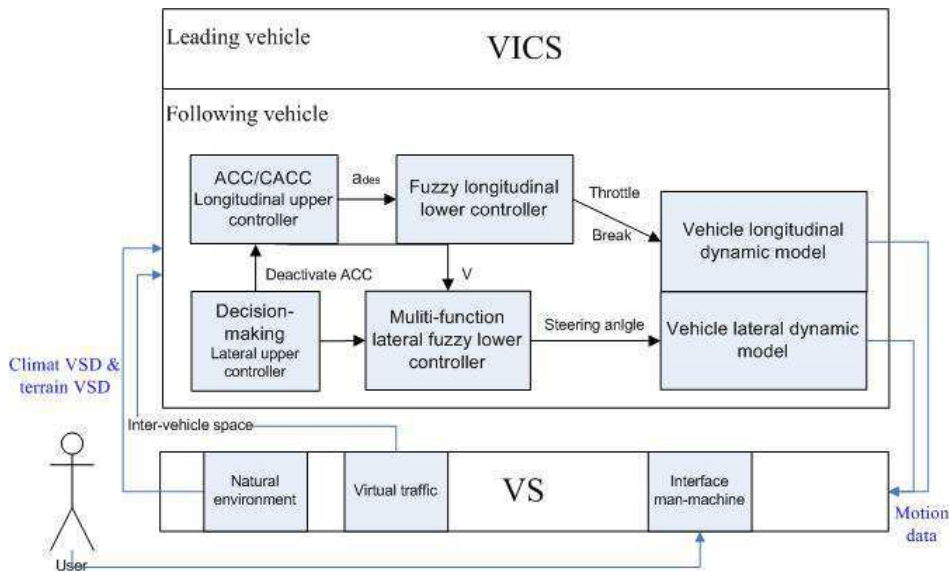 Leading vehicle
VICS
Following vehicle
ACC/CACC
Longitudinal upper
controller
ades
Fuzzy longitudinal
lower controller
Throttle
Break
Vehicle longitudinal
dynamic model
Deactivate ACC
V
Decision-
making
Lateral upper
controller
Muliti-function
lateral fuzzy lower
controller
Steering anlgle
Vehicle lateral dynamic
model
Climat VSD &
terrain VSD
Inter-vehicle space
Natural
environment
Virtual traffic
VS
Interface
man-machine
Motion
data
User